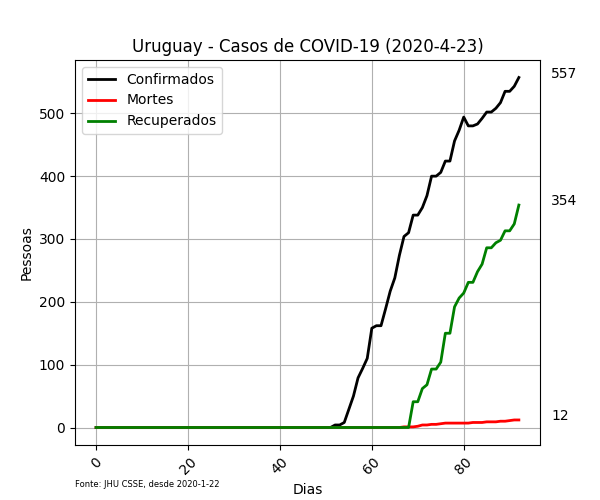 Uruguay - Casos de COVID-19 (2020-4-23)
Confirmados
Mortes
Recuperados
557
354
12
Pessoas
500
400
300
200
100
0
0 20 40 60 80
Dias
Fonte: JHU CSSE, desde 2020-1-22